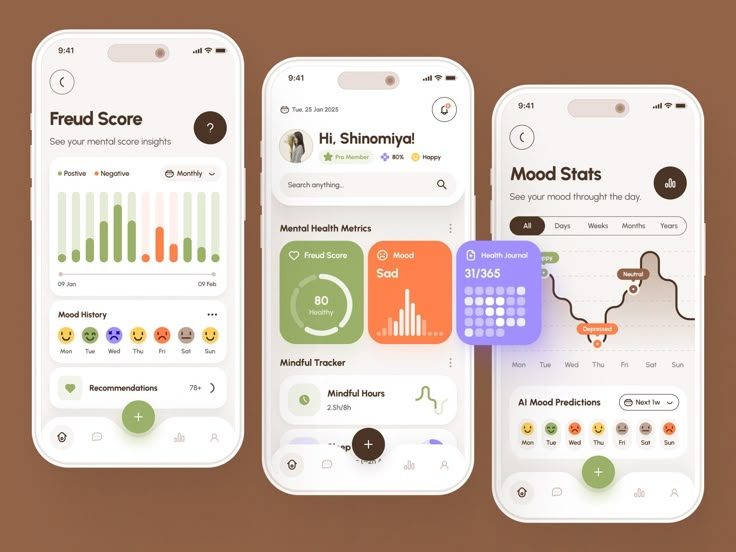 9:41
Freud Score
?
See your mental score insights
Postive
Negative
Monthly
09 Jan
09 Feb
Mood History
Mon
Tue
Wed
Thu
Fri
Sat
Sun
Recommendations
78+
+
9:41
Tue, 25 Jan 2025
Hi, Shinomiya!
Pro Member
80%
Happy
Search anything...
Mental Health Metrics
Freud Score
80
Healthy
Mood
Sad
Health Journal
31/365
Mindful Tracker
Mindful Hours
2.5h/8h
+
9:41
Mood Stats
See your mood throught the day.
All
Days
Weeks
Months
Years
Neutral
Depressed
Mon
Tue
Wed
Thu
Fri
Sat
Sun
AI Mood Predictions
Next 1w
Mon
Tue
Wed
Thu
Fri
Sat
Sun
+